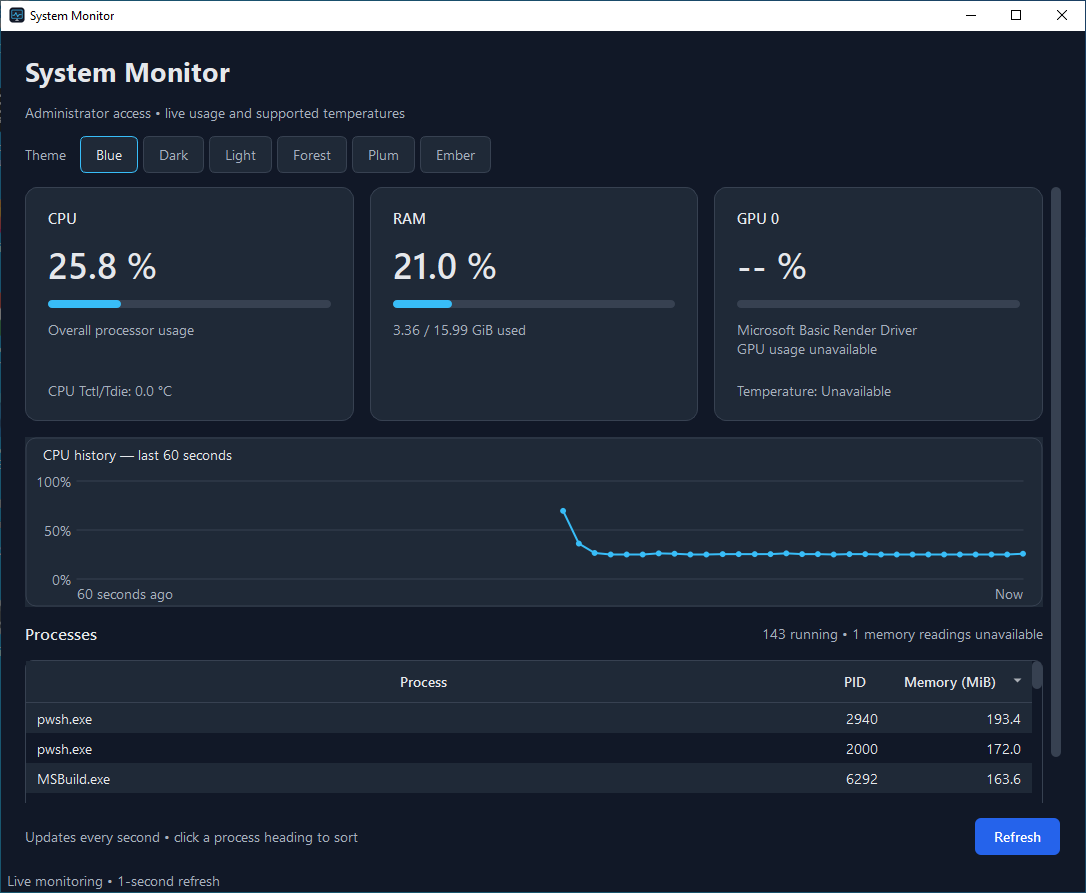 System Monitor
System Monitor
Administrator access • live usage and supported temperatures
Theme Blue Dark Light Forest Plum Ember
CPU
25.8 %
Overall processor usage
CPU Tctl/Tdie: 0.0 °C
RAM
21.0 %
3.36 / 15.99 GiB used
GPU 0
-- %
Microsoft Basic Render Driver
GPU usage unavailable
Temperature: Unavailable
CPU history — last 60 seconds
100%
50%
0%
60 seconds ago Now
Processes 143 running • 1 memory readings unavailable
Process PID Memory (MiB)
pwsh.exe 2940 193.4
pwsh.exe 2000 172.0
MSBuild.exe 6292 163.6
Updates every second • click a process heading to sort Refresh
Live monitoring • 1-second refresh